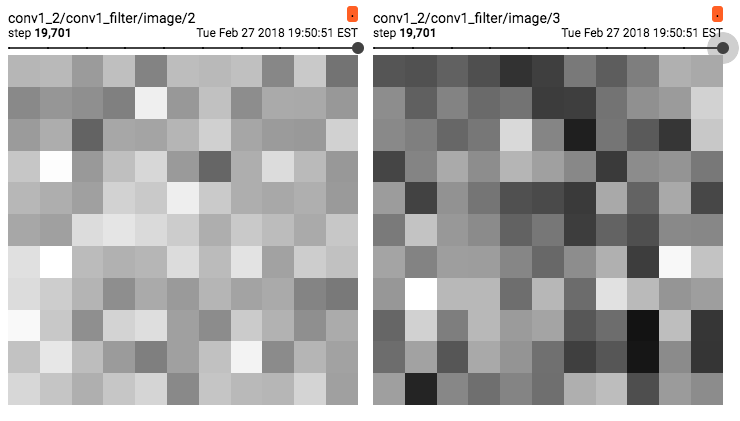 conv1_2/conv1_filter/image/2
step 19,701 Tue Feb 27 2018 19:50:51 EST
conv1_2/conv1_filter/image/3
step 19,701 Tue Feb 27 2018 19:50:51 EST